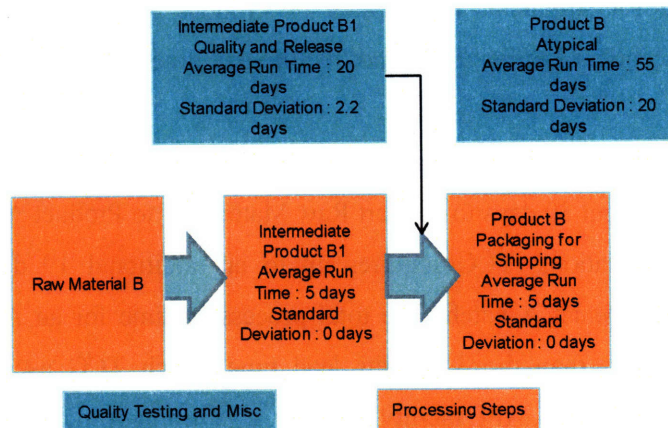 Intermediate Product B1
Quality and Release
Average Run Time : 20
days
Standard Deviation : 2.2
days
Product B
Atypical
Average Run Time : 55
days
Standard Deviation : 20
days
Raw Material B
Intermediate
Product B1
Average Run
Time : 5 days
Standard
Deviation : 0 days
Product B
Packaging for
Shipping
Average Run
Time : 5 days
Standard
Deviation : 0 days
Quality Testing and Misc
Processing Steps